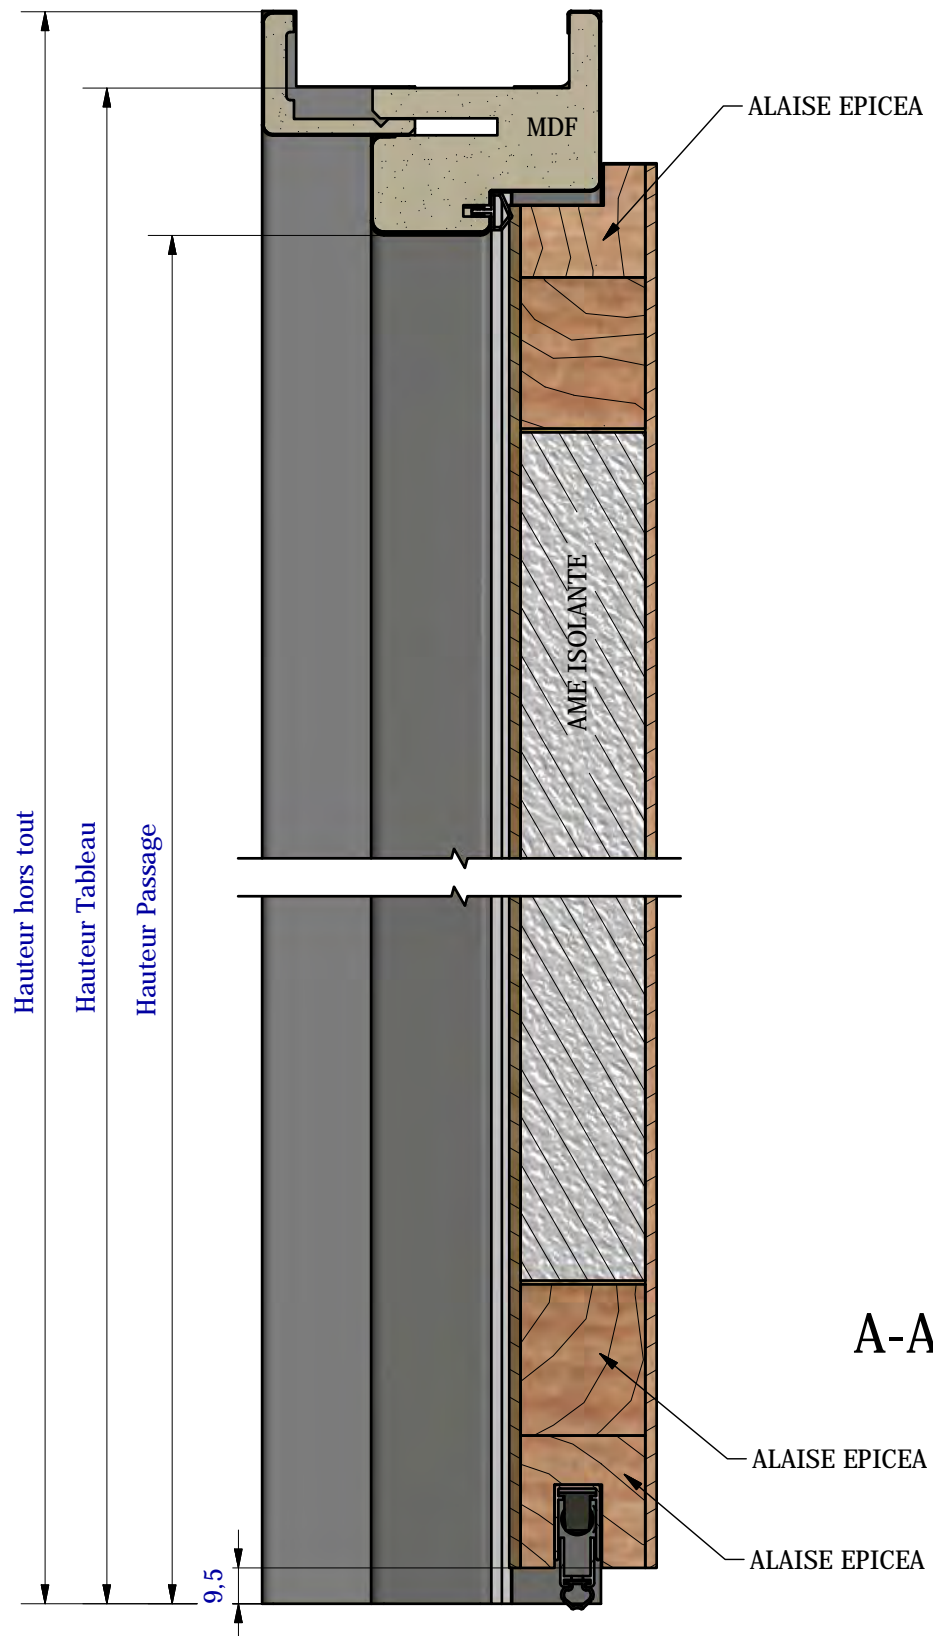 ALAISE EPICEA
MDF
AME ISOLANTE
Hauteur hors tout
Hauteur Tableau
Hauteur Passage
A-A
ALAISE EPICEA
ALAISE EPICEA
9,5